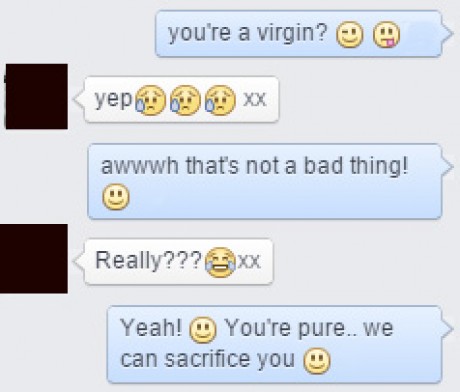 you're a virgin? 😉 😜
yep😢😢😢 xx
awwwh that's not a bad thing!
🙂
Really???😂xx
Yeah! 🙂 You're pure.. we
can sacrifice you 🙂